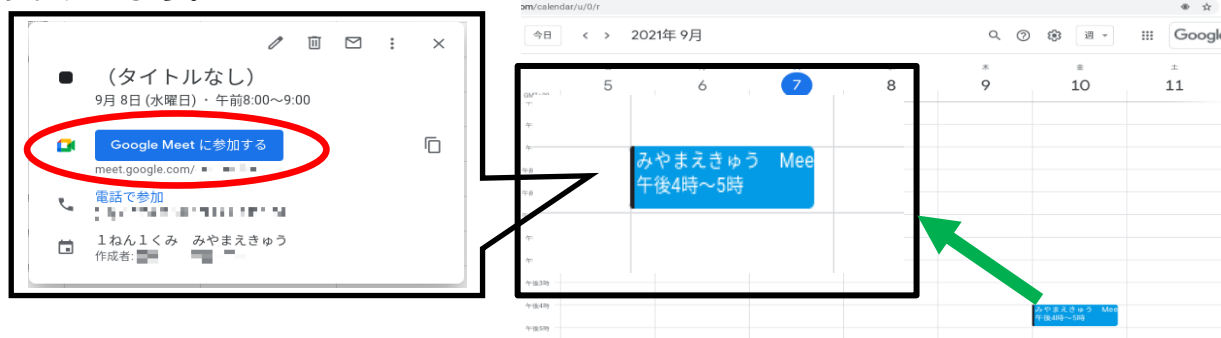 (タイトルなし)
9月 8日 (水曜日) ・ 午前8:00～9:00
Google Meet に参加する
meet.google.com/
電話で参加
1ねん1くみ　みやまえきゅう
作成者:
om/calendar/u/0/r
今日 < > 2021年 9月 週 Google
木 金 土
5 6 7 8 9 10 11
みやまえきゅう　Mee
午後4時～5時
午後3時
午後4時
みやまえきゅう　Mee
午後4時～5時
午後5時